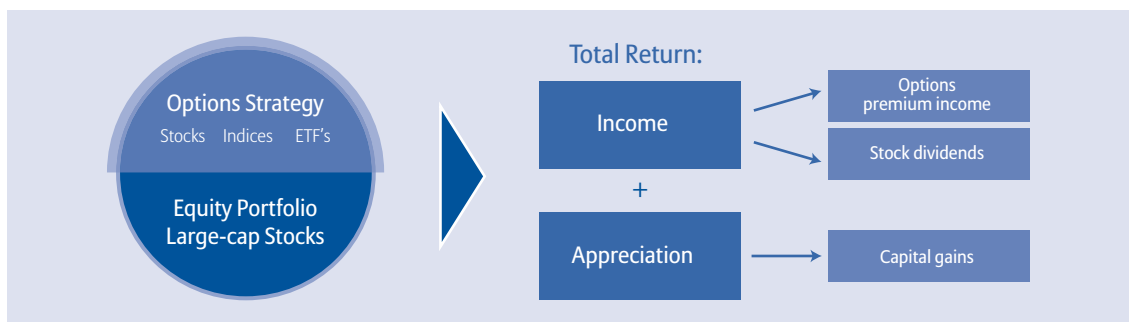 Options Strategy
Stocks Indices ETF's
Equity Portfolio
Large-cap Stocks
Total Return:
Income
+
Appreciation
Options
premium income
Stock dividends
Capital gains